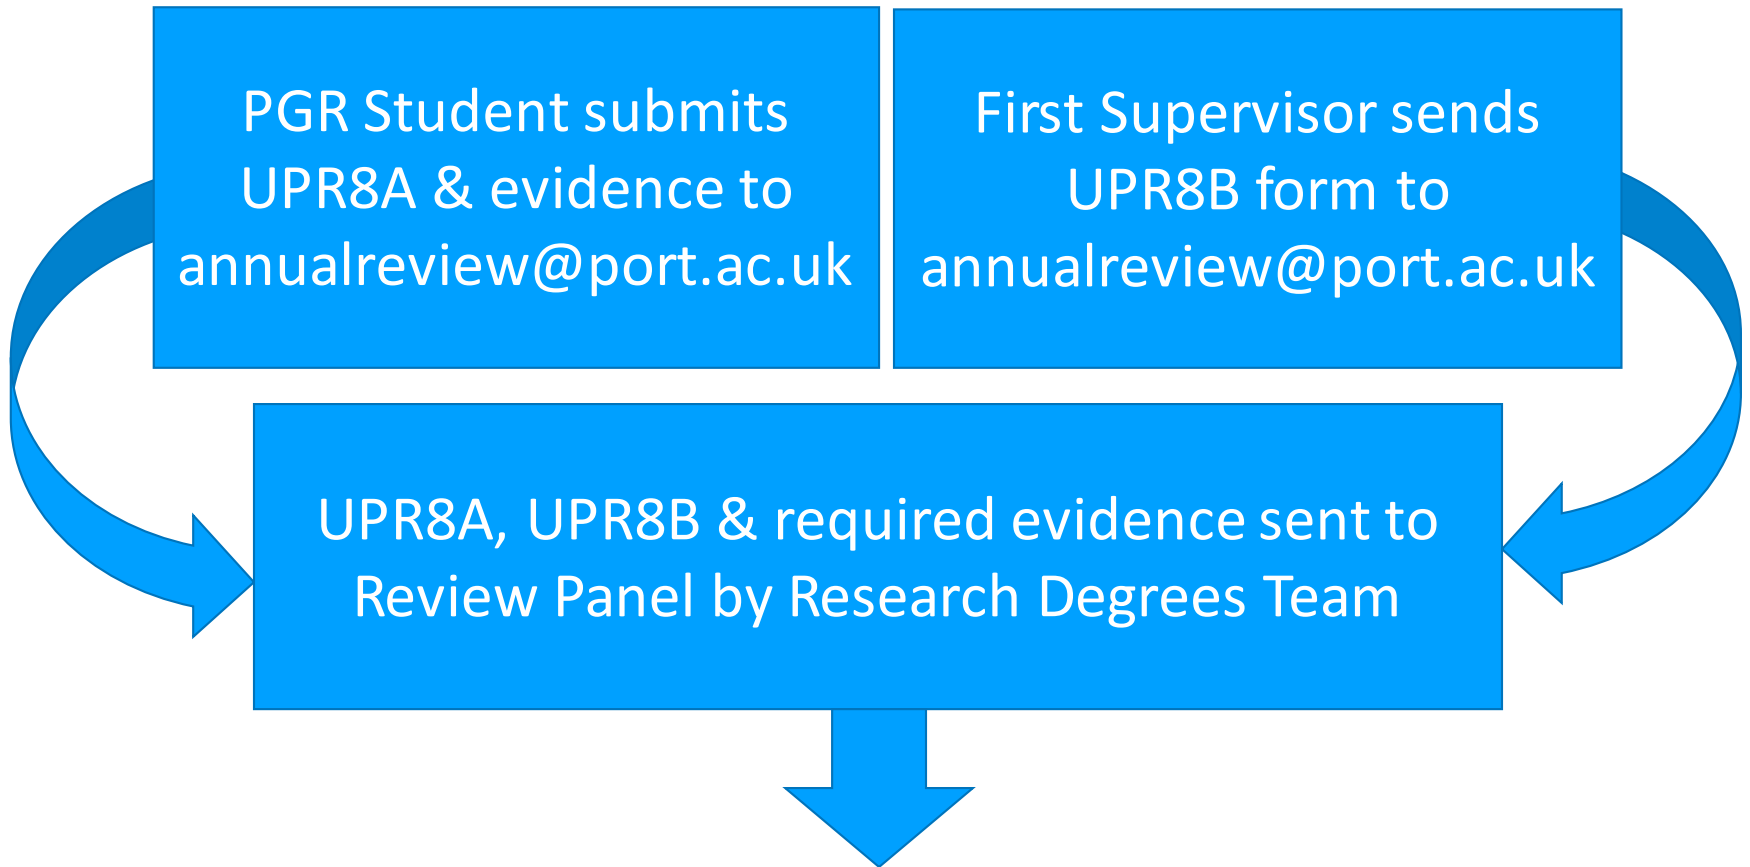 PGR Student submits
UPR8A & evidence to
annualreview@port.ac.uk
First Supervisor sends
UPR8B form to
annualreview@port.ac.uk
UPR8A, UPR8B & required evidence sent to
Review Panel by Research Degrees Team